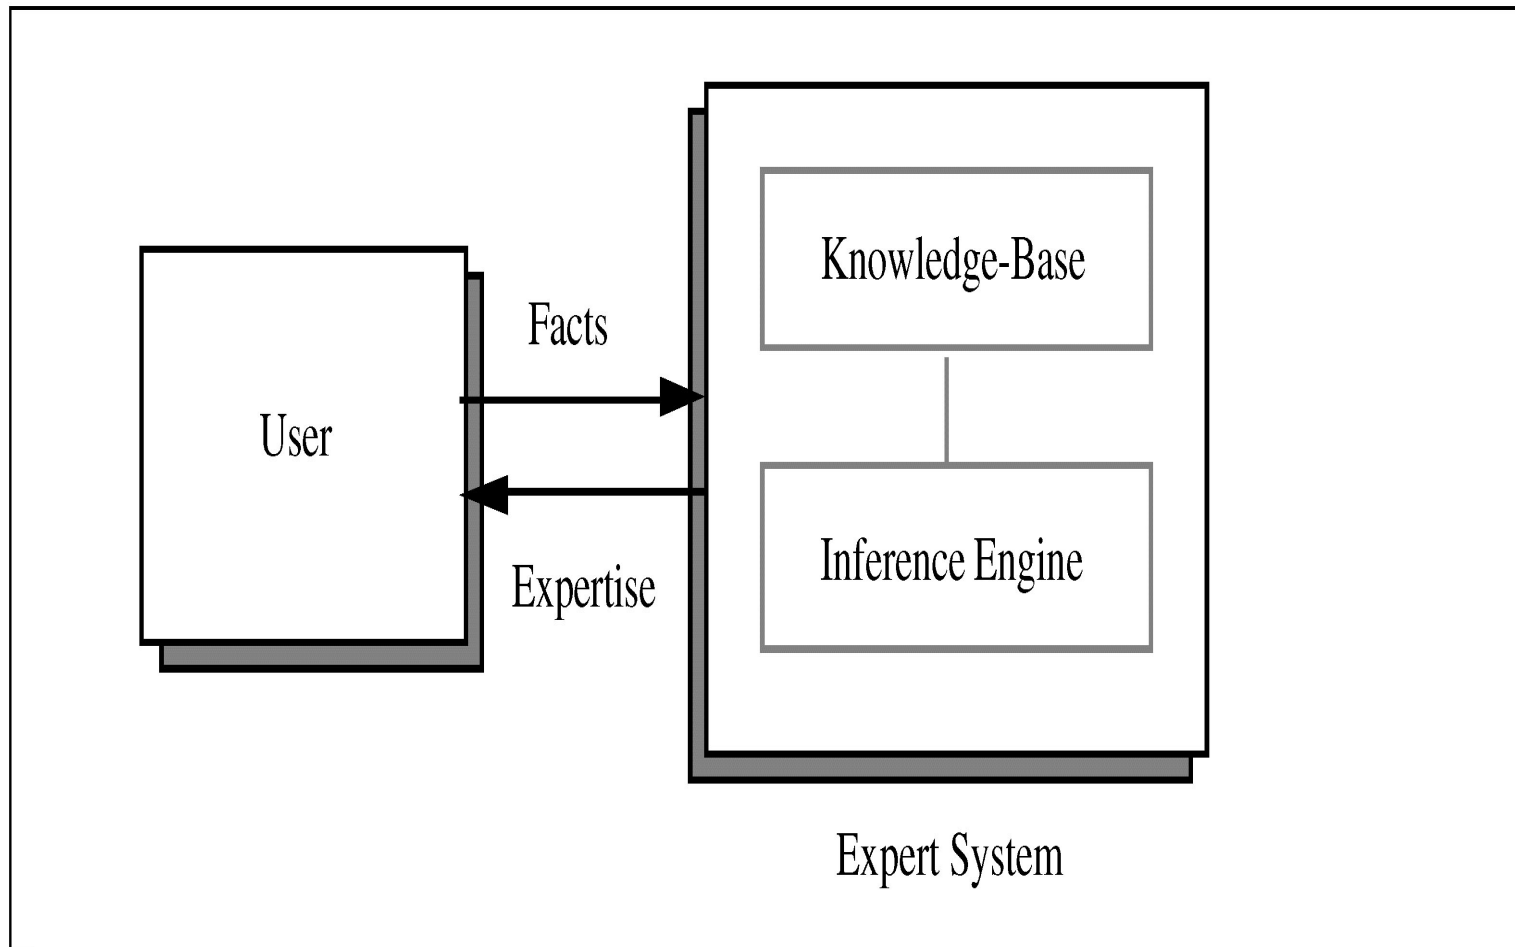 Knowledge-Base
Facts
User
Inference Engine
Expertise
Expert System